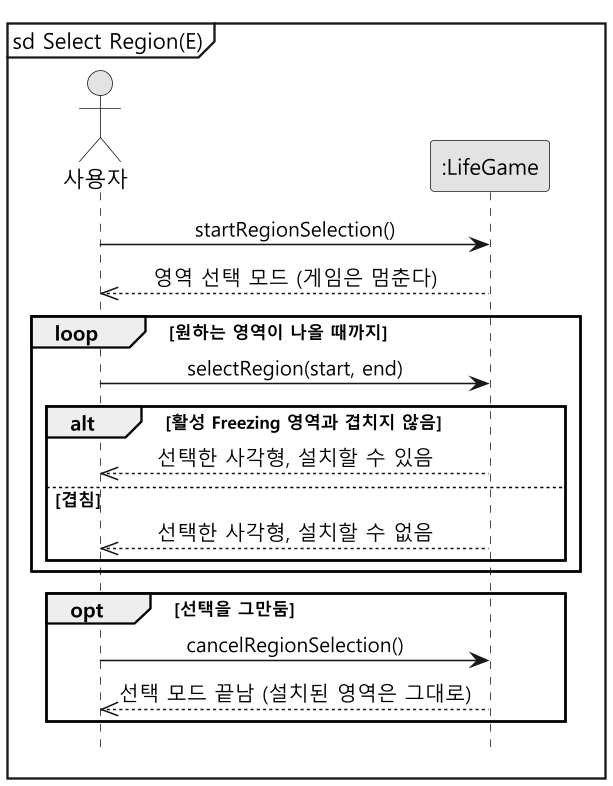 sd Select Region(E)
사용자
:LifeGame
startRegionSelection()
영역 선택 모드 (게임은 멈춘다)
loop [원하는 영역이 나올 때까지]
selectRegion(start, end)
alt [활성 Freezing 영역과 겹치지 않음]
선택한 사각형, 설치할 수 있음
[겹침]
선택한 사각형, 설치할 수 없음
opt [선택을 그만둠]
cancelRegionSelection()
선택 모드 끝남 (설치된 영역은 그대로)